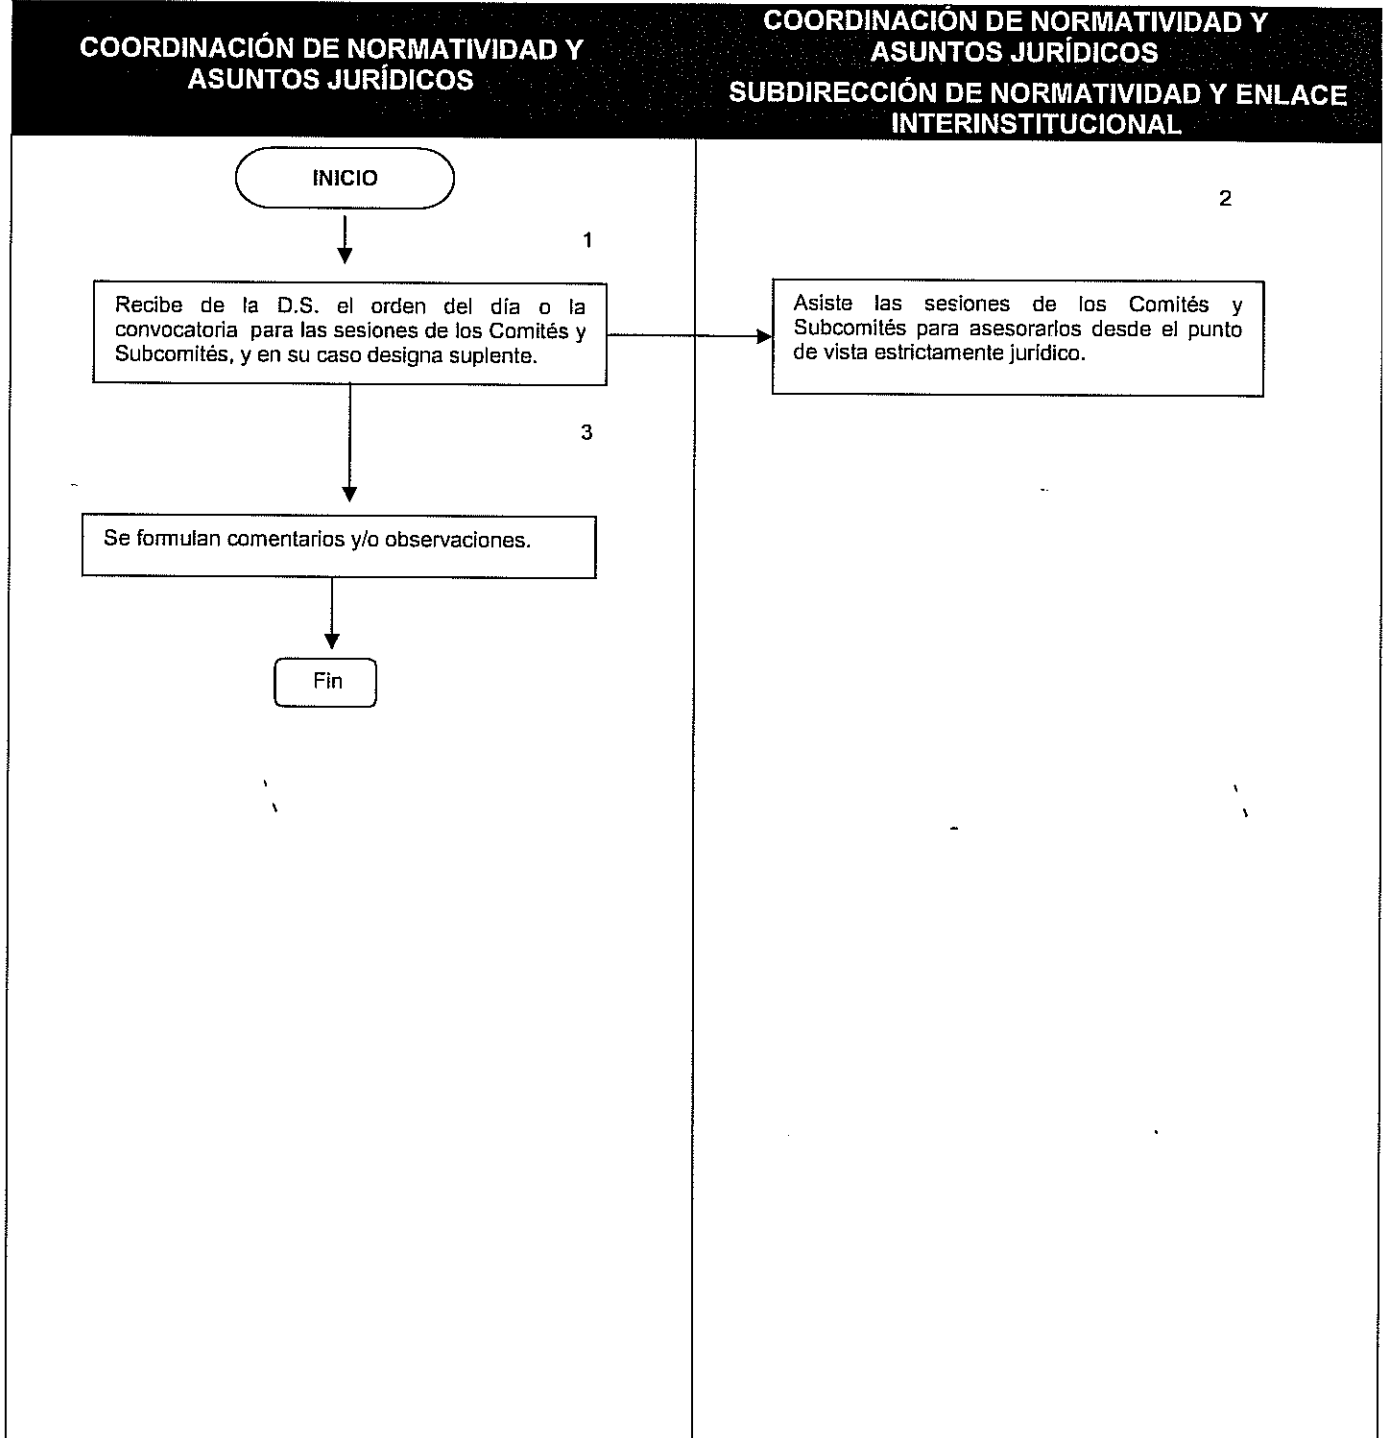 COORDINACIÓN DE NORMATIVIDAD Y
ASUNTOS JURÍDICOS
COORDINACIÓN DE NORMATIVIDAD Y
ASUNTOS JURÍDICOS
SUBDIRECCIÓN DE NORMATIVIDAD Y ENLACE
INTERINSTITUCIONAL
INICIO
1
Recibe de la D.S. el orden del día o la
convocatoria para las sesiones de los Comités y
Subcomités, y en su caso designa suplente.
2
Asiste las sesiones de los Comités y
Subcomités para asesorarlos desde el punto
de vista estrictamente jurídico.
3
Se formulan comentarios y/o observaciones.
Fin